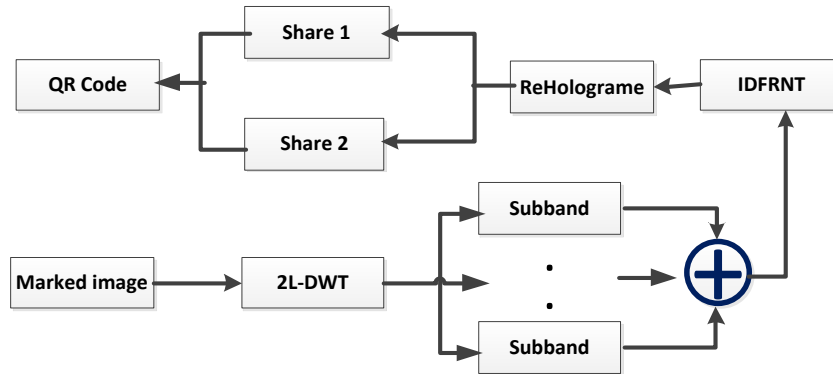 Share 1
QR Code
ReHolograme
IDFRNT
Share 2
Subband
Marked image
2L-DWT
Subband